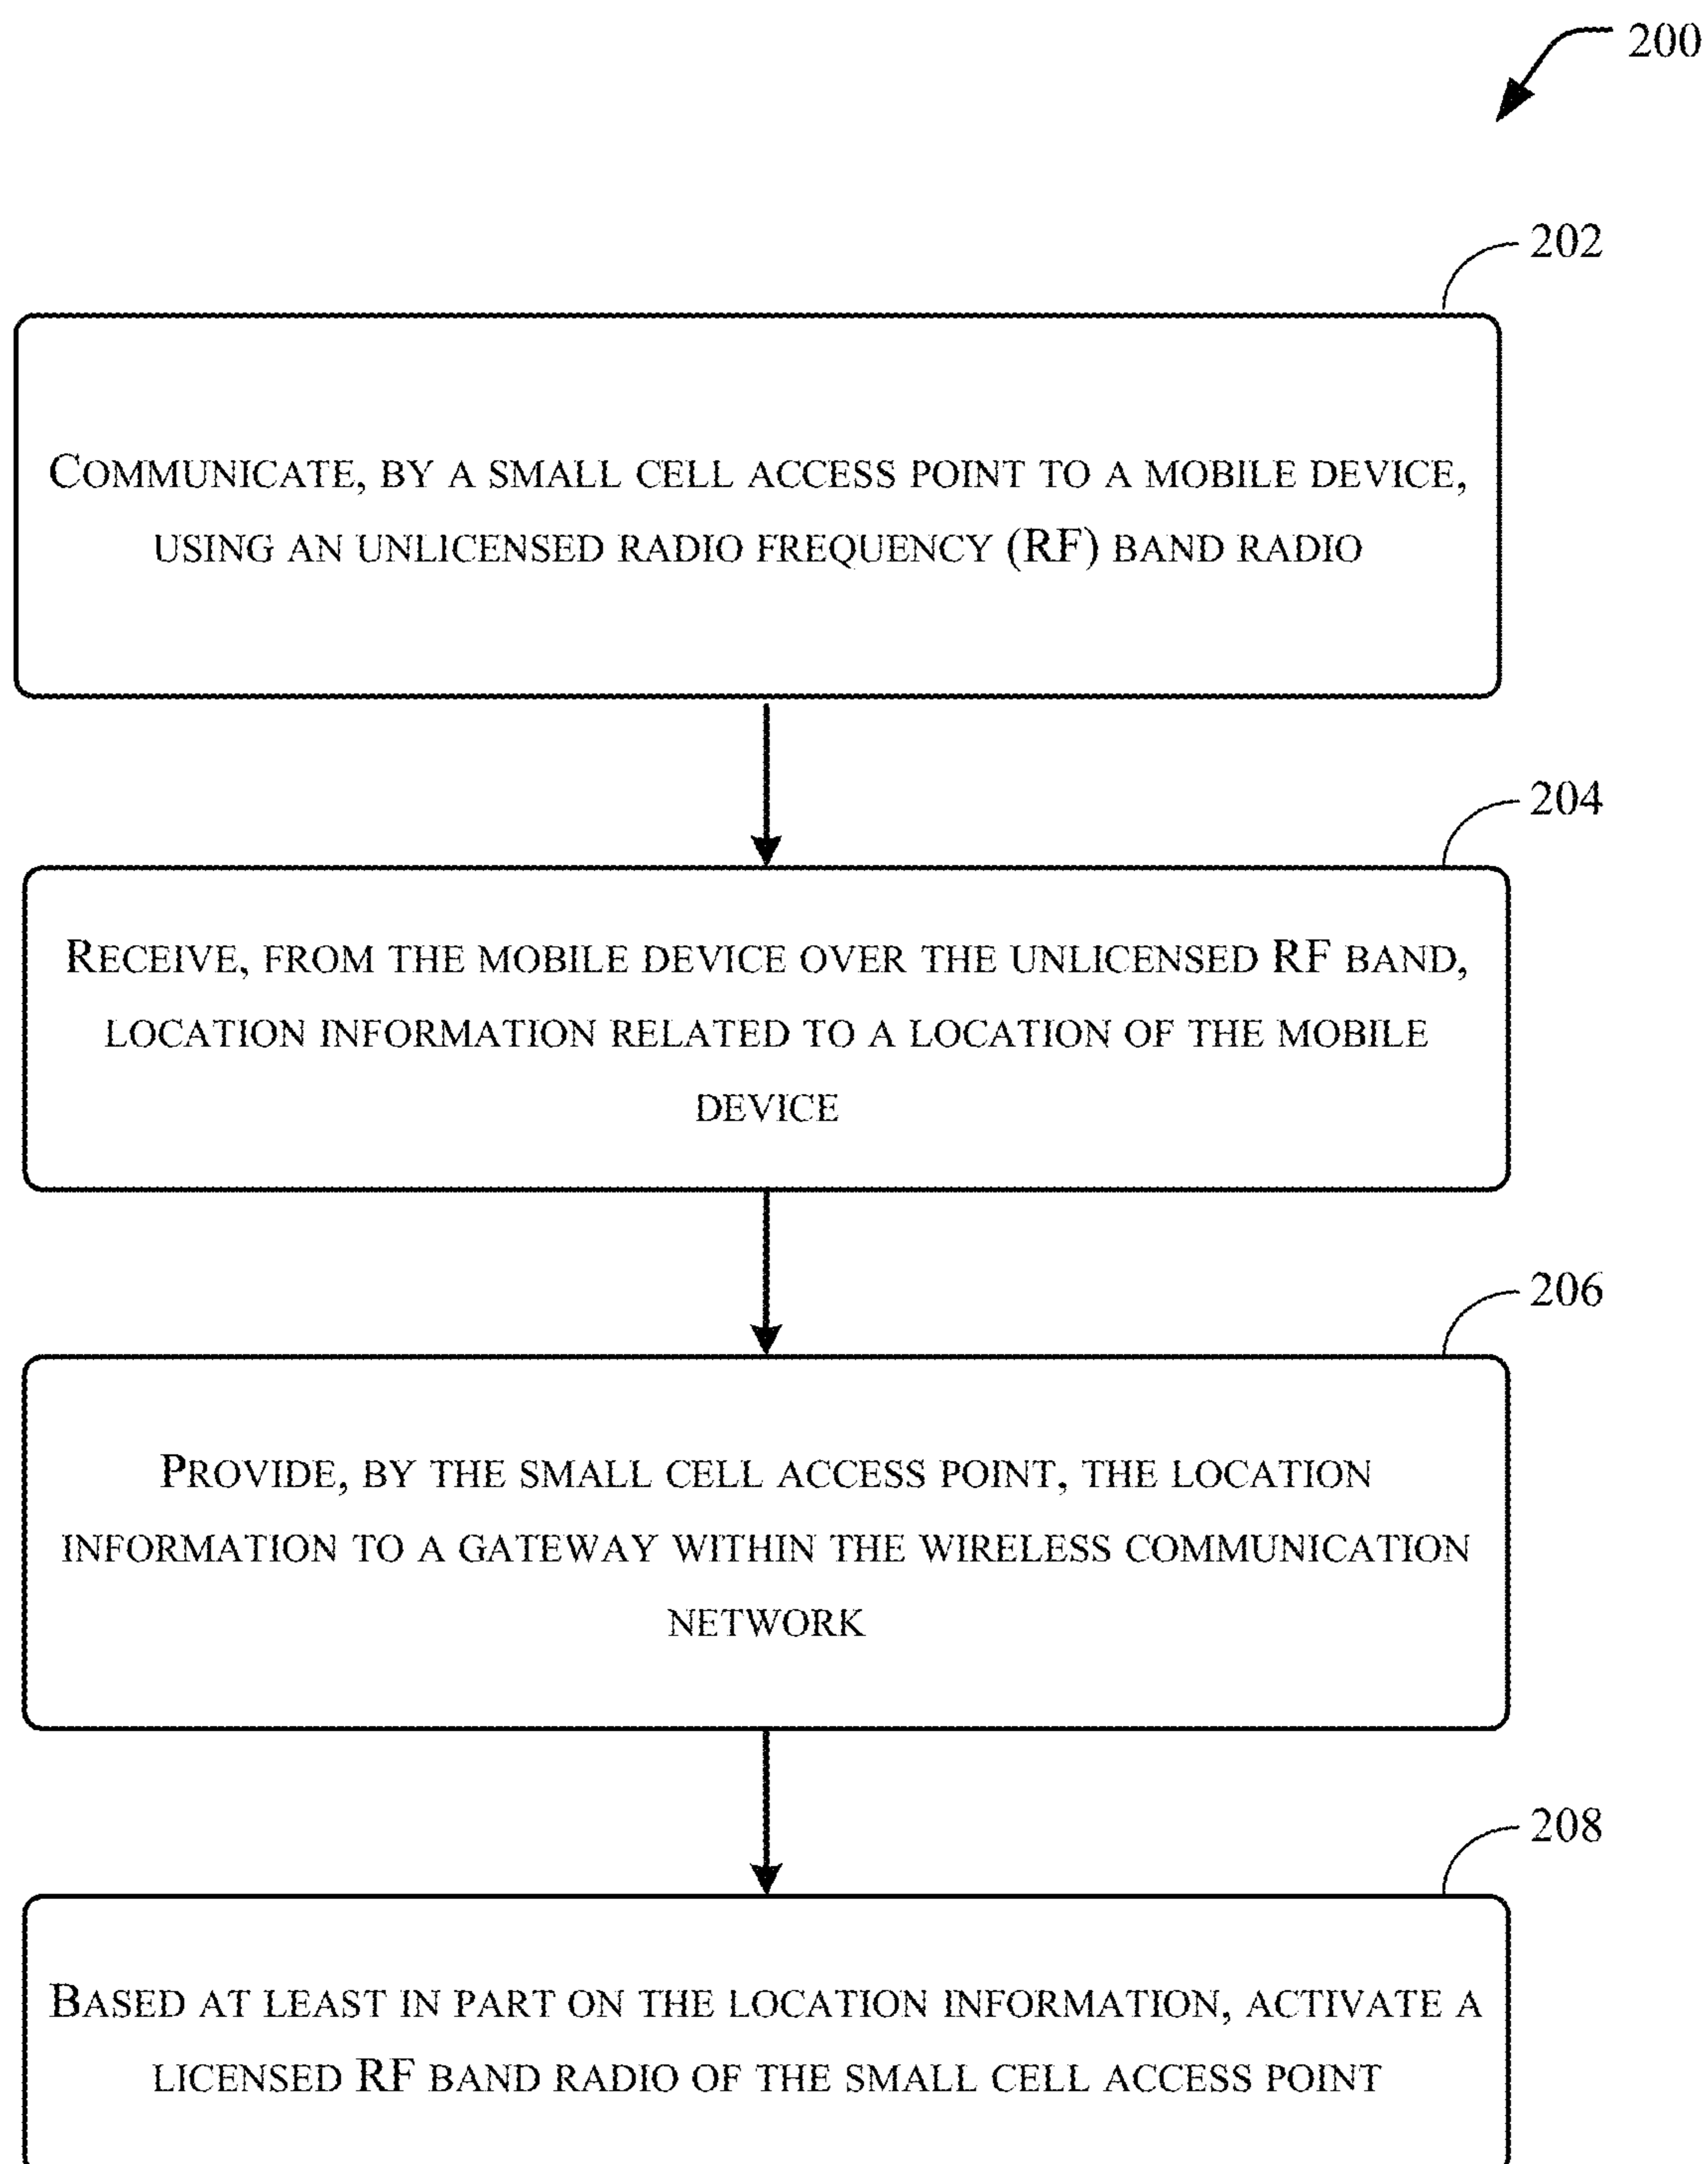 200
202
COMMUNICATE, BY A SMALL CELL ACCESS POINT TO A MOBILE DEVICE,
USING AN UNLICENSED RADIO FREQUENCY (RF) BAND RADIO
204
RECEIVE, FROM THE MOBILE DEVICE OVER THE UNLICENSED RF BAND,
LOCATION INFORMATION RELATED TO A LOCATION OF THE MOBILE
DEVICE
206
PROVIDE, BY THE SMALL CELL ACCESS POINT, THE LOCATION
INFORMATION TO A GATEWAY WITHIN THE WIRELESS COMMUNICATION
NETWORK
208
BASED AT LEAST IN PART ON THE LOCATION INFORMATION, ACTIVATE A
LICENSED RF BAND RADIO OF THE SMALL CELL ACCESS POINT